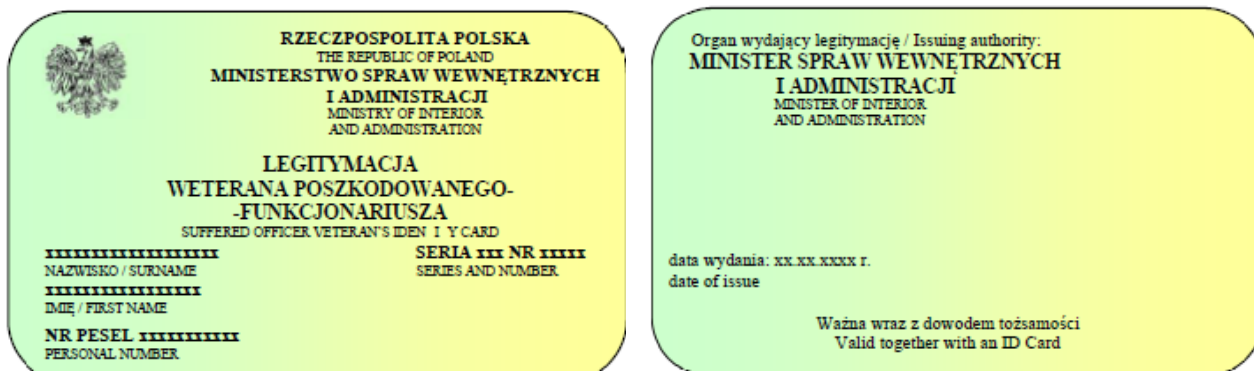 RZECZPOSPOLITA POLSKA
THE REPUBLIC OF POLAND
MINISTERSTWO SPRAW WEWNĘTRZNYCH
I ADMINISTRACJI
MINISTRY OF INTERIOR
AND ADMINISTRATION
LEGITYMACJA
WETERANA POSZKODOWANEGO-
-FUNKCJONARIUSZA
SUFFERED OFFICER VETERAN'S IDEN I Y CARD
xxxxxxxxxxxxxxxxxxx
NAZWISKO / SURNAME
SERIA xxx NR xxxxx
SERIES AND NUMBER
xxxxxxxxxxxxxxxxx
IMIĘ / FIRST NAME
NR PESEL xxxxxxxxxxx
PERSONAL NUMBER
Organ wydający legitymację / Issuing authority:
MINISTER SPRAW WEWNĘTRZNYCH
I ADMINISTRACJI
MINISTER OF INTERIOR
AND ADMINISTRATION
data wydania: xx.xx.xxxx r.
date of issue
Ważna wraz z dowodem tożsamości
Valid together with an ID Card